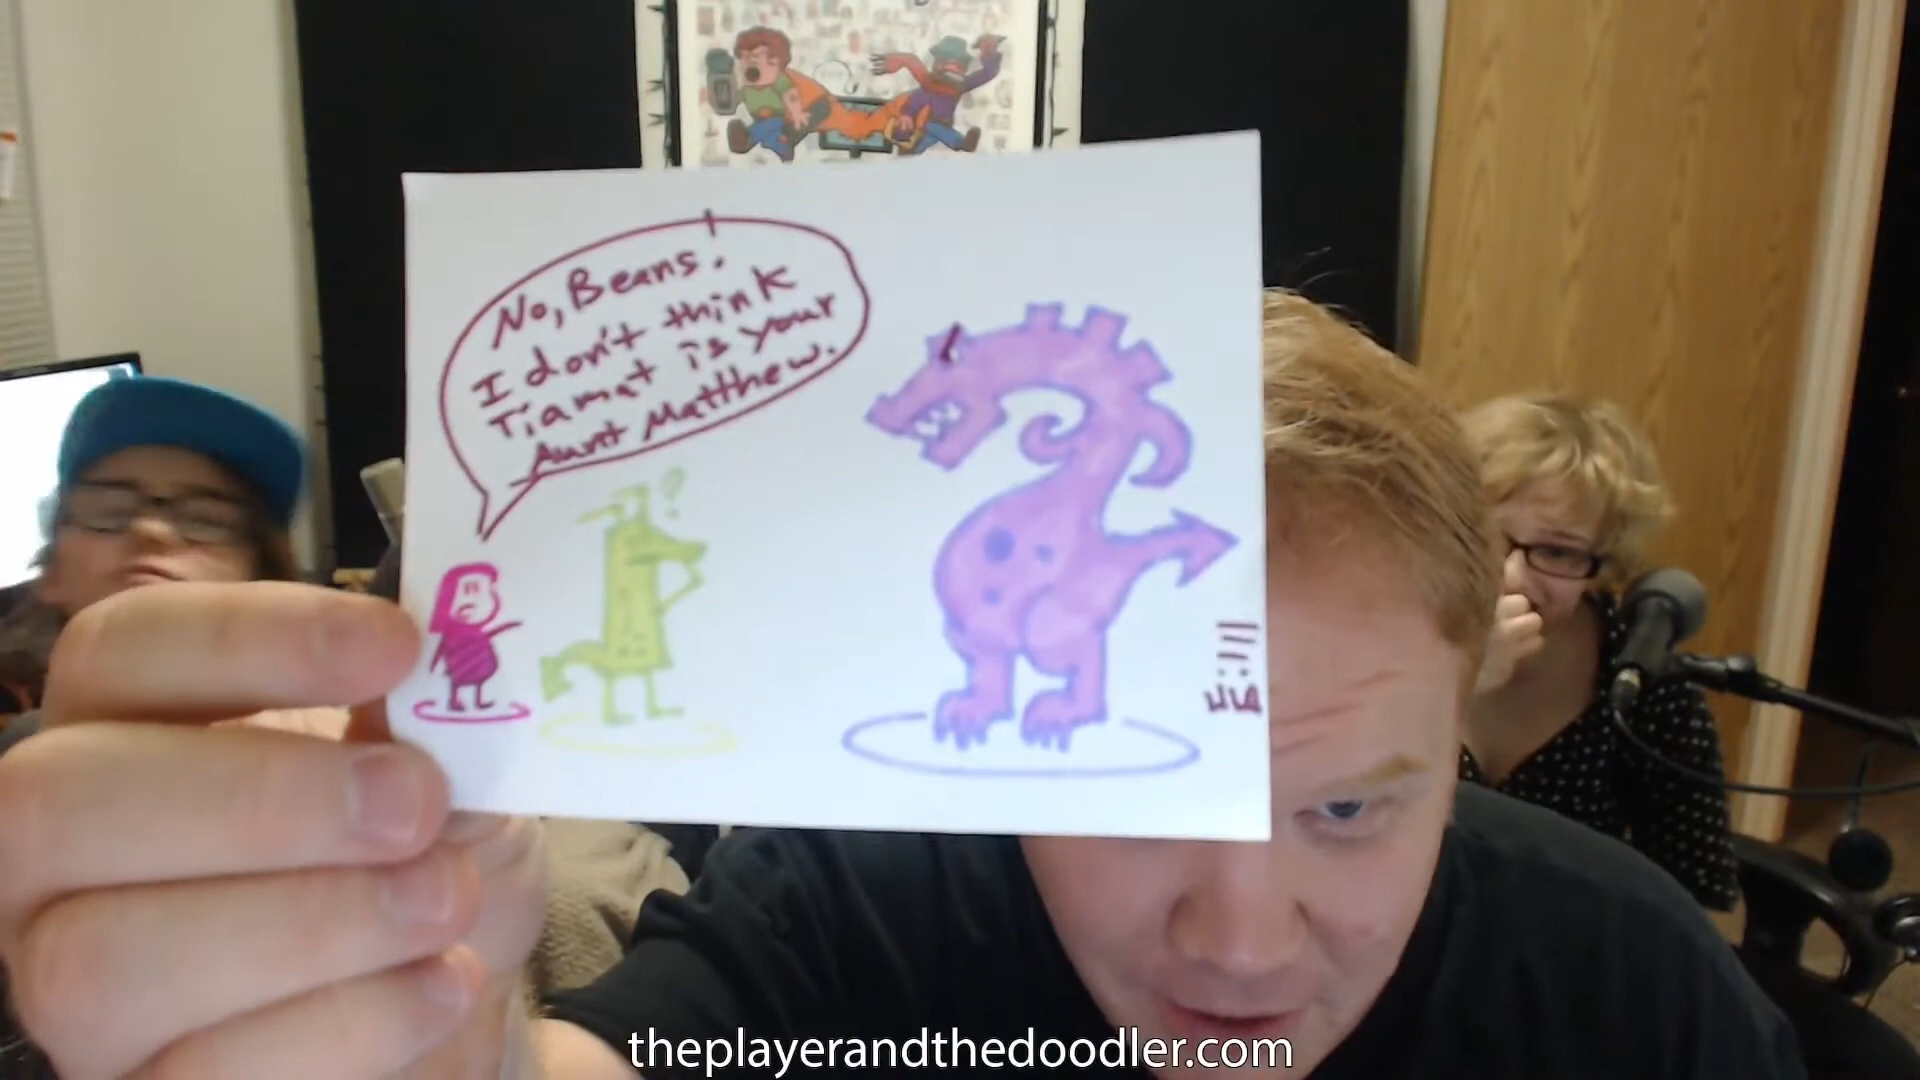 No, Beans.
I don't think
Tiamat is your
Aunt Matthew.
?
theplayerandthedoodler.com